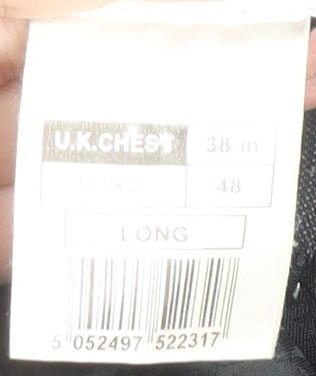 U.K.CHEST 38 in
EURO 48
LONG
5 052497 522317